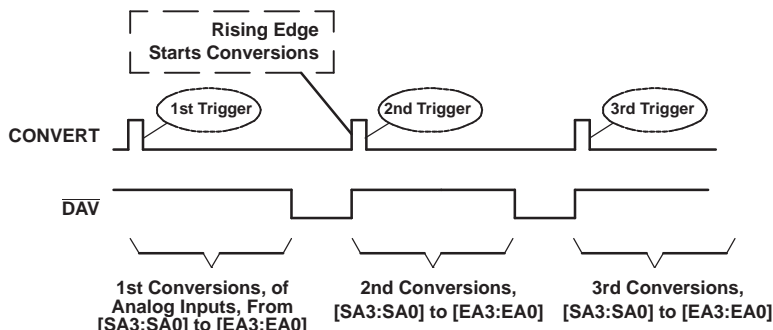 Rising Edge
Starts Conversions
1st Trigger
2nd Trigger
3rd Trigger
CONVERT
DAV
1st Conversions, of
Analog Inputs, From
[SA3:SA0] to [EA3:EA0]
2nd Conversions,
[SA3:SA0] to [EA3:EA0]
3rd Conversions,
[SA3:SA0] to [EA3:EA0]